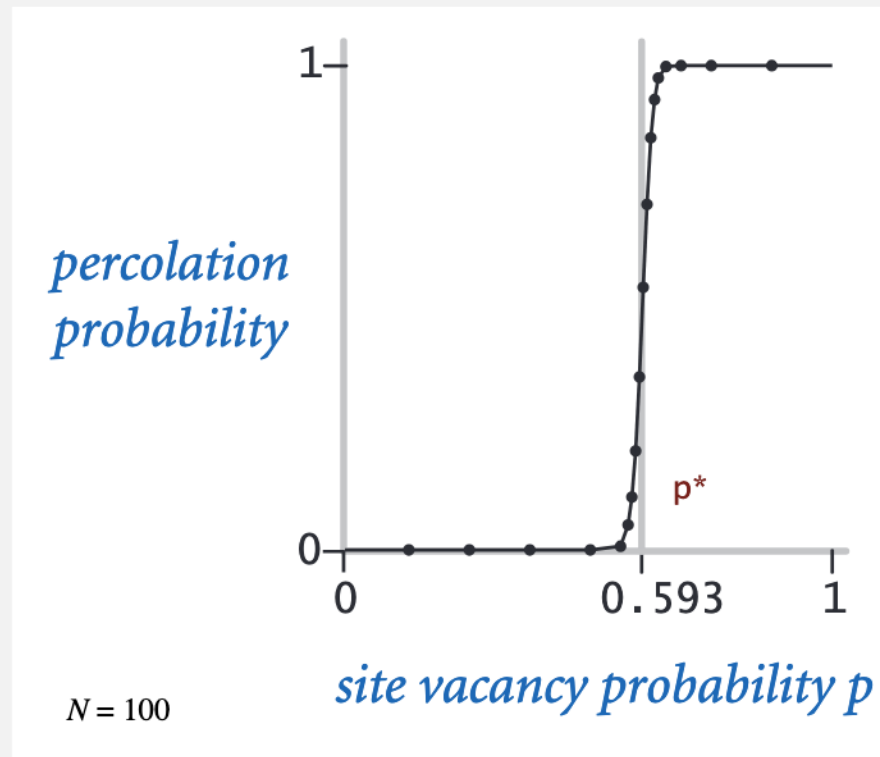 1
percolation
probability
p*
0
0
0.593
1
site vacancy probability p
N = 100